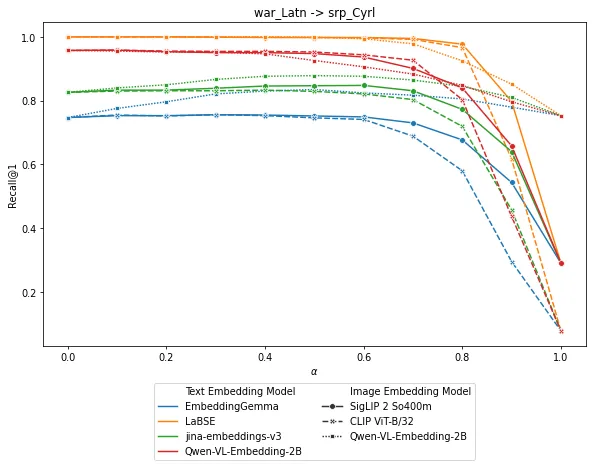 war_Latn -> srp_Cyrl
1.0
0.8
0.6
0.4
0.2
Recall@1
0.0 0.2 0.4 0.6 0.8 1.0
α
Text Embedding Model
EmbeddingGemma
LaBSE
jina-embeddings-v3
Qwen-VL-Embedding-2B
Image Embedding Model
SigLIP 2 So400m
CLIP ViT-B/32
Qwen-VL-Embedding-2B